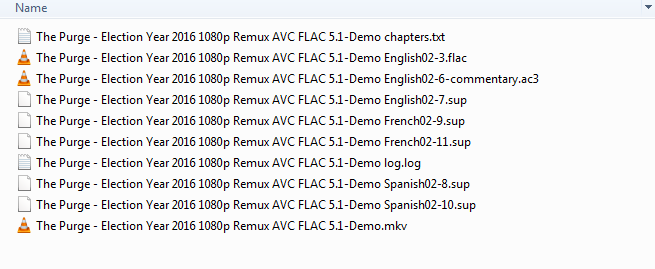 Name
The Purge - Election Year 2016 1080p Remux AVC FLAC 5.1-Demo chapters.txt
The Purge - Election Year 2016 1080p Remux AVC FLAC 5.1-Demo English02-3.flac
The Purge - Election Year 2016 1080p Remux AVC FLAC 5.1-Demo English02-6-commentary.ac3
The Purge - Election Year 2016 1080p Remux AVC FLAC 5.1-Demo English02-7.sup
The Purge - Election Year 2016 1080p Remux AVC FLAC 5.1-Demo French02-9.sup
The Purge - Election Year 2016 1080p Remux AVC FLAC 5.1-Demo French02-11.sup
The Purge - Election Year 2016 1080p Remux AVC FLAC 5.1-Demo log.log
The Purge - Election Year 2016 1080p Remux AVC FLAC 5.1-Demo Spanish02-8.sup
The Purge - Election Year 2016 1080p Remux AVC FLAC 5.1-Demo Spanish02-10.sup
The Purge - Election Year 2016 1080p Remux AVC FLAC 5.1-Demo.mkv